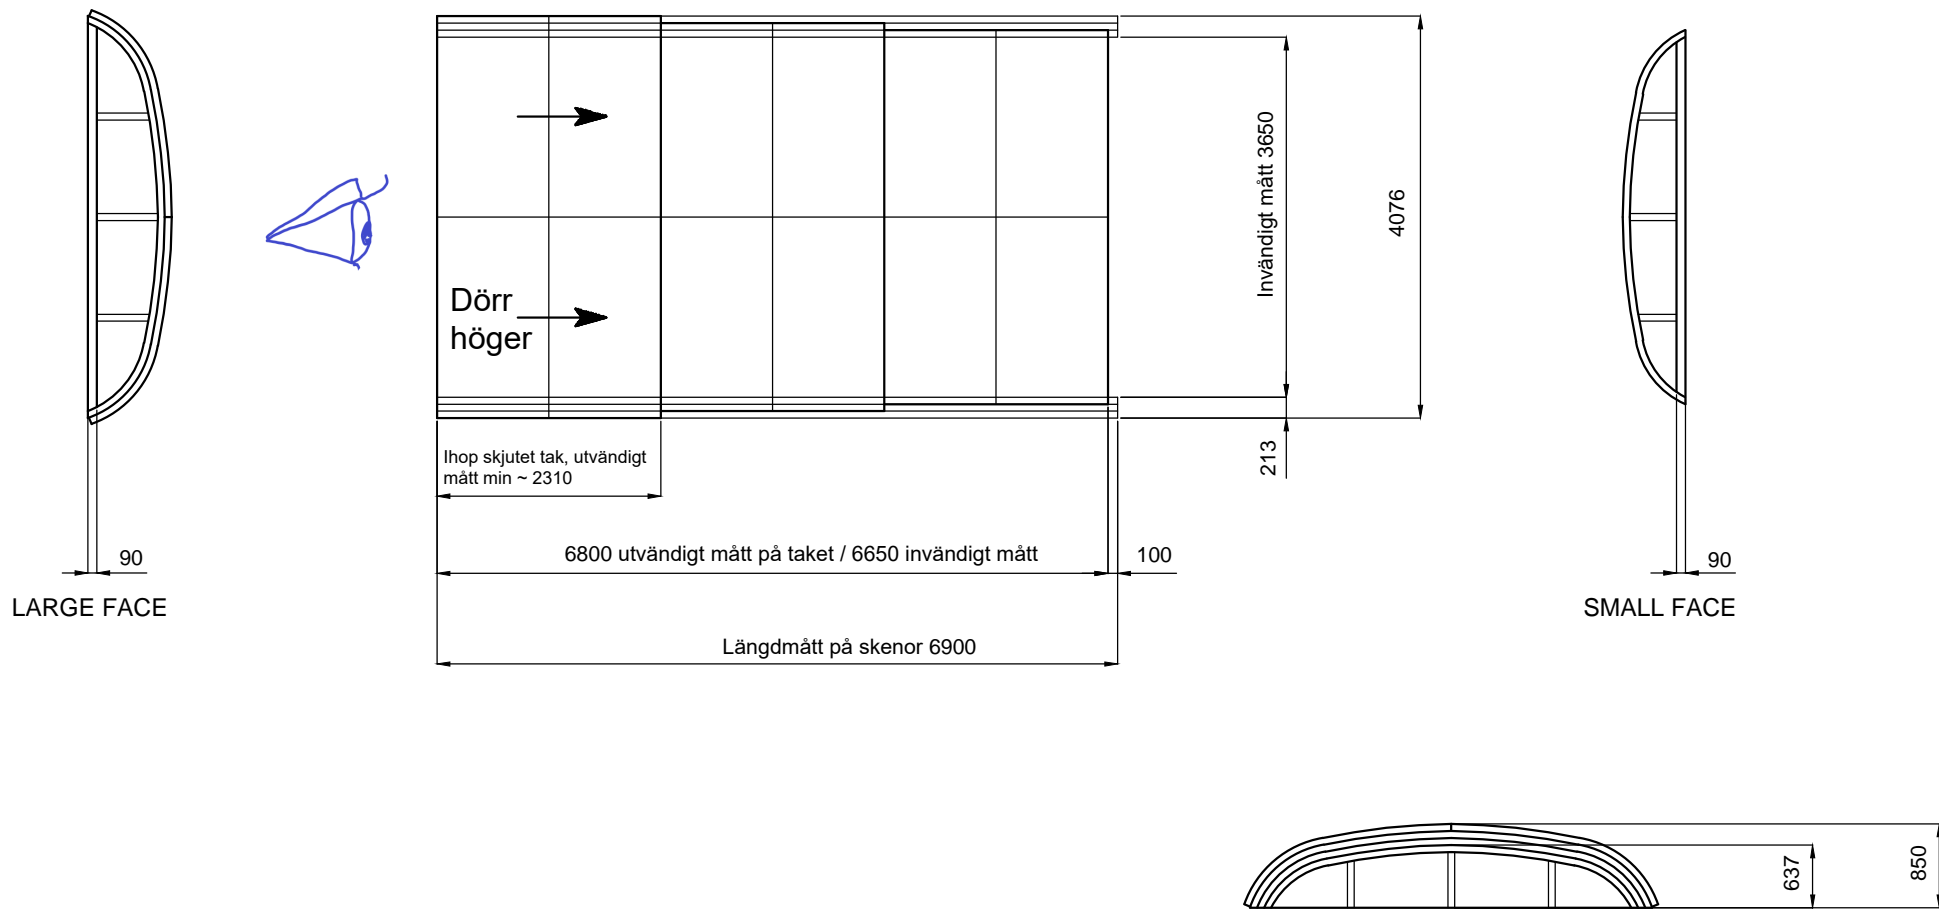 Invändigt mått 3650
4076
Dörr
höger
213
Ihop skjutet tak, utvändigt
mått min ~ 2310
90
6800 utvändigt mått på taket / 6650 invändigt mått
100
90
LARGE FACE
SMALL FACE
Längdmått på skenor 6900
637
850